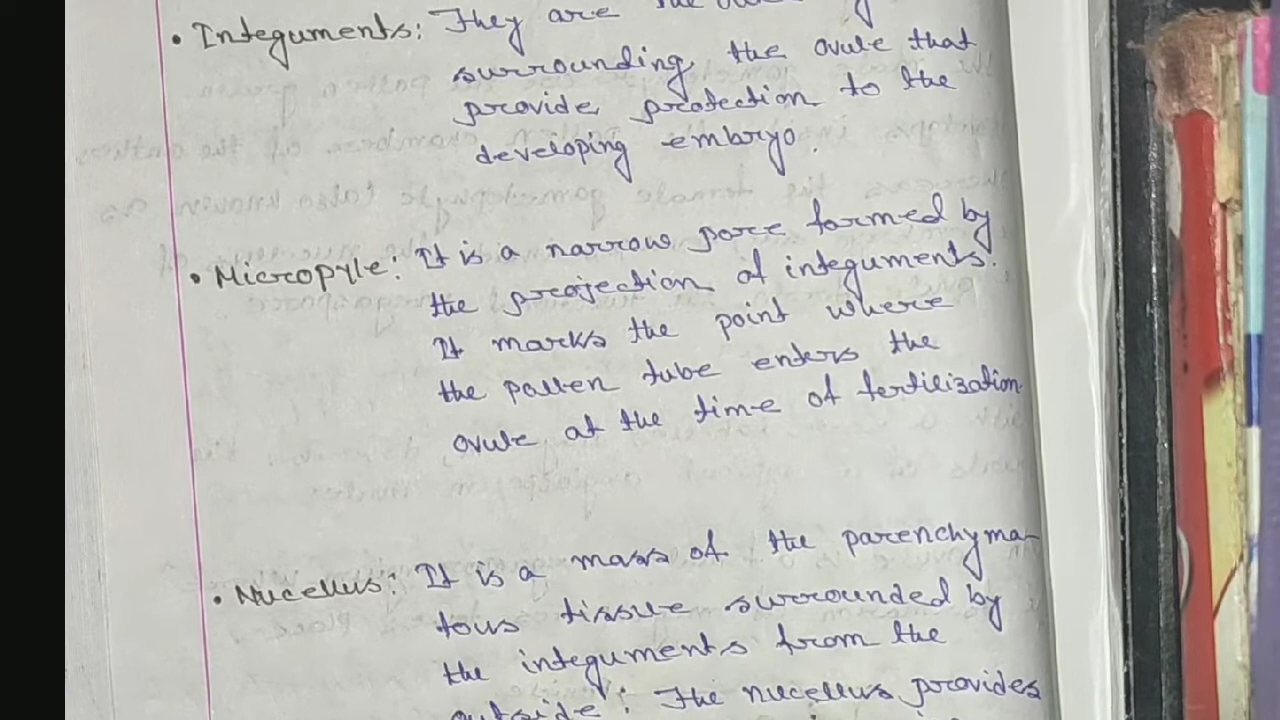 • Integuments: They are the outer
surrounding the ovule that
provide protection to the
developing embryo.
• Micropyle: It is a narrow pore formed by
the projection of integuments.
It marks the point where
the pollen tube enters the
ovule at the time of fertilization
• Nucellus: It is a mass of the parenchyma-
tous tissue surrounded by
the integuments from the
outside. The nucellus provides